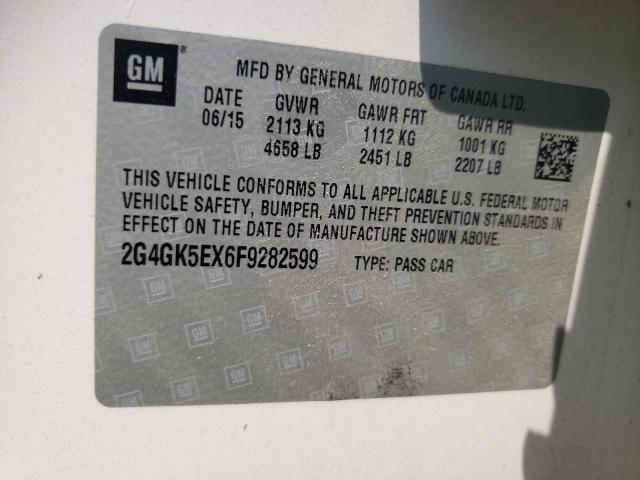 GM ®
MFD BY GENERAL MOTORS OF CANADA LTD.
DATE GVWR GAWR FRT GAWR RR
06/15 2113 KG 1112 KG 1001 KG
4658 LB 2451 LB 2207 LB
THIS VEHICLE CONFORMS TO ALL APPLICABLE U.S. FEDERAL MOTOR
VEHICLE SAFETY, BUMPER, AND THEFT PREVENTION STANDARDS IN
EFFECT ON THE DATE OF MANUFACTURE SHOWN ABOVE.
2G4GK5EX6F9282599 TYPE: PASS CAR